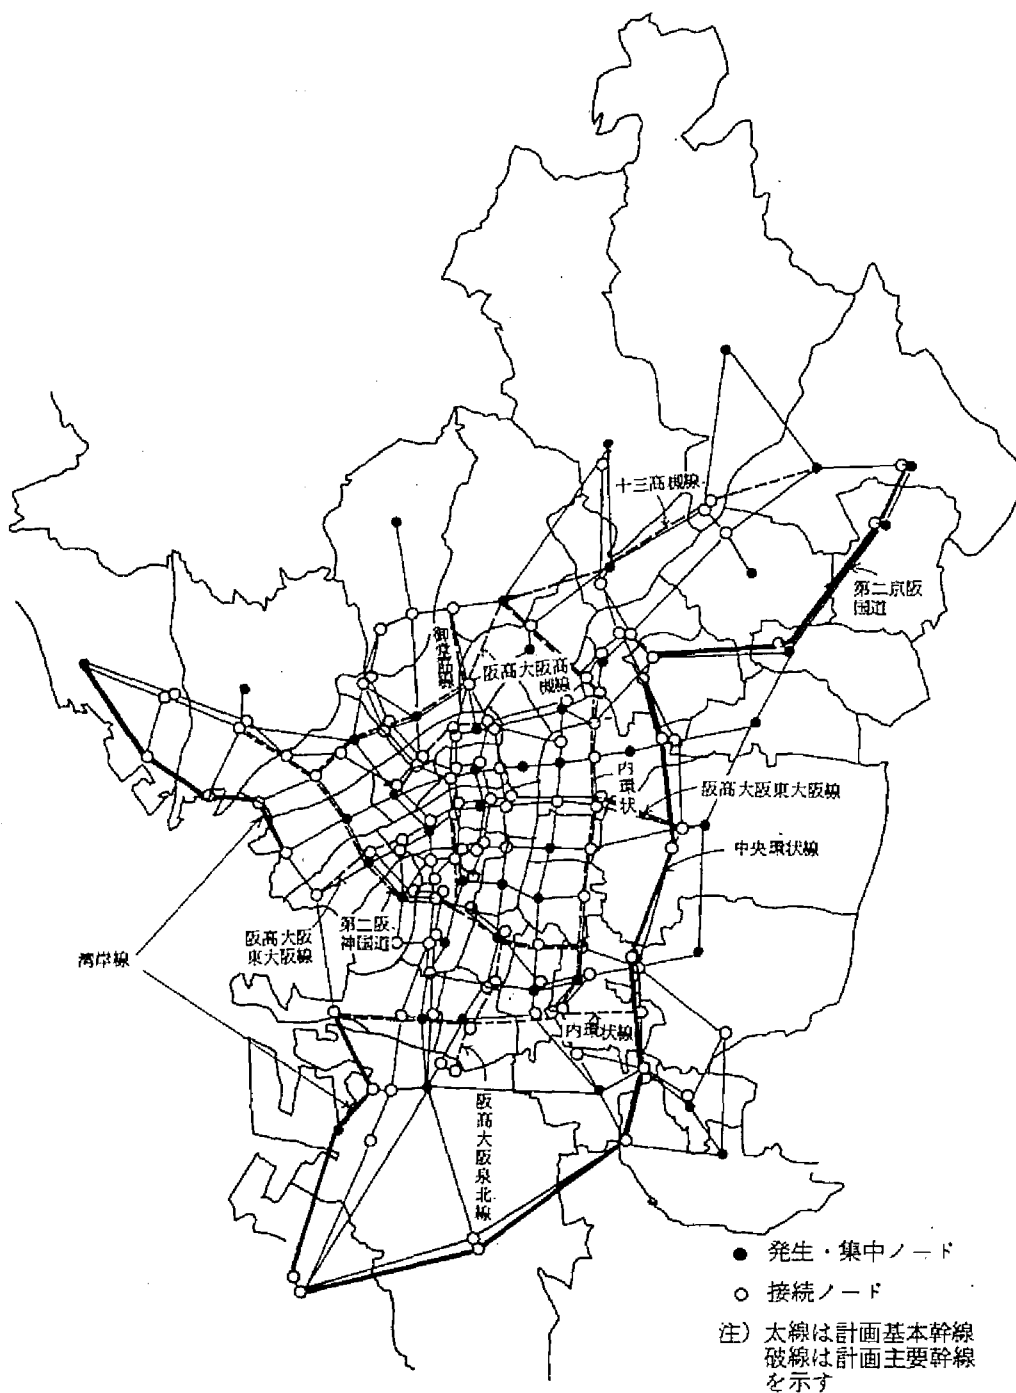 十三高槻線
第二京阪
国道
御堂筋線
阪高大阪高
槻線
内環状
阪高大阪東大阪線
中央環状線
阪高大阪
東大阪線
第二阪
神国道
湾岸線
内環状線
阪高大阪泉北線
● 発生・集中ノード
○ 接続ノード
注) 太線は計画基本幹線
破線は計画主要幹線
を示す